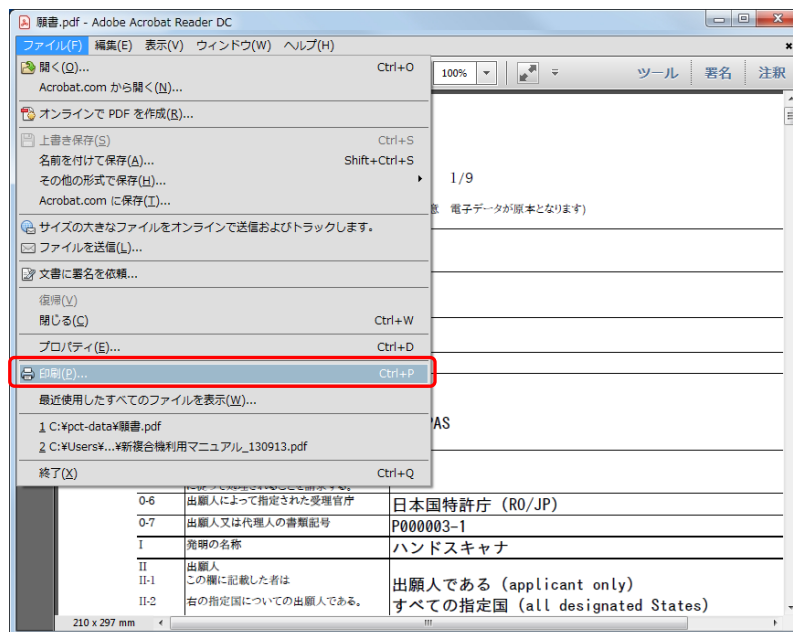 願書.pdf - Adobe Acrobat Reader DC
ファイル(F) 編集(E) 表示(V) ウィンドウ(W) ヘルプ(H)
開く(O)... Ctrl+O
Acrobat.com から開く(N)...
100%
ツール 署名 注釈
オンラインで PDF を作成(R)...
上書き保存(S) Ctrl+S
名前を付けて保存(A)... Shift+Ctrl+S
その他の形式で保存(H)...
1/9
Acrobat.com に保存(T)...
電子データが原本となります)
サイズの大きなファイルをオンラインで送信およびトラックします。
ファイルを送信(L)...
文書に署名を依頼...
復帰(V)
閉じる(C) Ctrl+W
プロパティ(E)... Ctrl+D
印刷(P)... Ctrl+P
最近使用したすべてのファイルを表示(W)...
1 C:¥pct-data¥願書.pdf
PAS
2 C:¥Users¥...¥新複合機利用マニュアル_130913.pdf
終了(X) Ctrl+Q
0-6 出願人によって指定された受理官庁 日本国特許庁 (RO/JP)
0-7 出願人又は代理人の書類記号 P000003-1
I 発明の名称 ハンドスキャナ
II 出願人
II-1 この欄に記載した者は 出願人である (applicant only)
II-2 右の指定国についての出願人である。 すべての指定国 (all designated States)
210 x 297 mm